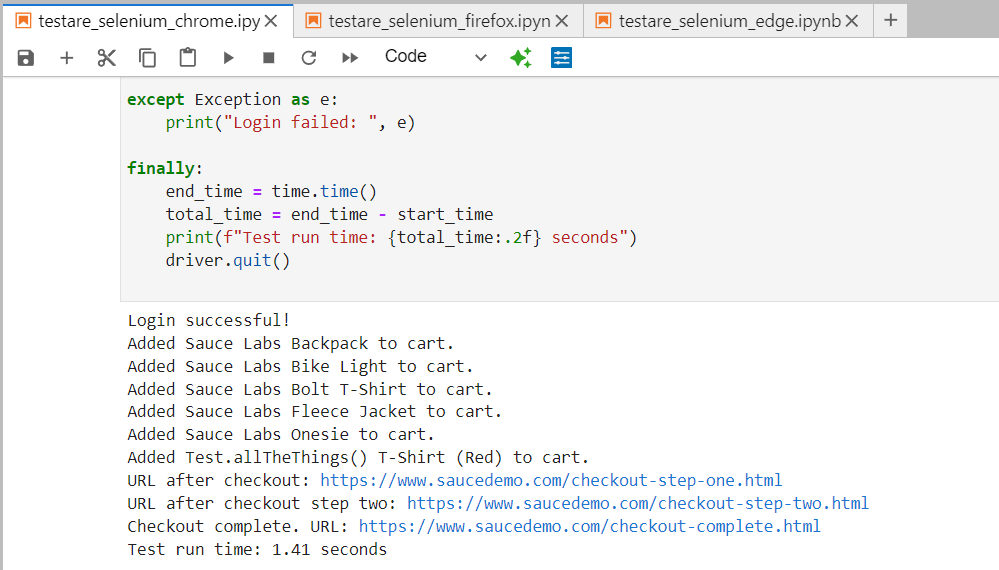 testare_selenium_chrome.ipy
testare_selenium_firefox.ipyn
testare_selenium_edge.ipynb
Code
except Exception as e:
    print("Login failed: ", e)
finally:
    end_time = time.time()
    total_time = end_time - start_time
    print(f"Test run time: {total_time:.2f} seconds")
    driver.quit()
Login successful!
Added Sauce Labs Backpack to cart.
Added Sauce Labs Bike Light to cart.
Added Sauce Labs Bolt T-Shirt to cart.
Added Sauce Labs Fleece Jacket to cart.
Added Sauce Labs Onesie to cart.
Added Test.allTheThings() T-Shirt (Red) to cart.
URL after checkout: https://www.saucedemo.com/checkout-step-one.html
URL after checkout step two: https://www.saucedemo.com/checkout-step-two.html
Checkout complete. URL: https://www.saucedemo.com/checkout-complete.html
Test run time: 1.41 seconds